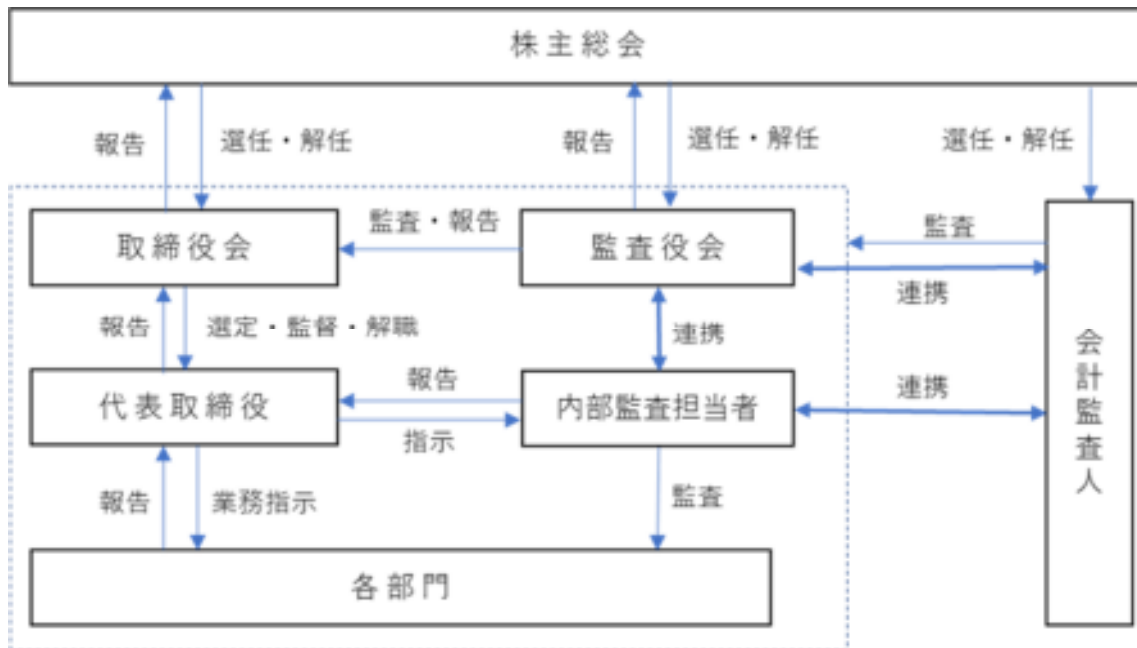 株主総会
報告
選任・解任
報告
選任・解任
選任・解任
取締役会
監査・報告
監査役会
監査
連携
報告
選定・監督・解職
連携
代表取締役
報告
指示
内部監査担当者
連携
会計監査人
報告
業務指示
監査
各部門